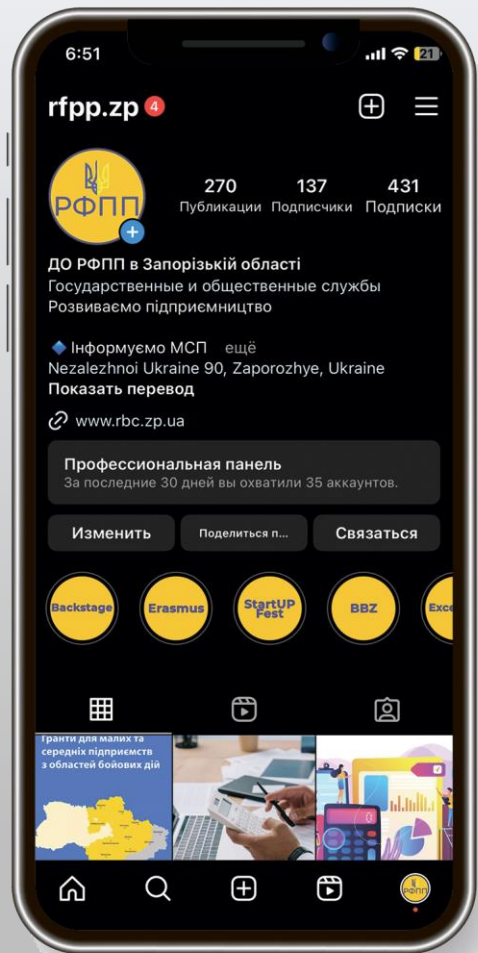 6:51
21
rfpp.zp 4
РФПП
270 137 431
Публикации Подписчики Подписки
ДО РФПП в Запорізькій області
Государственные и общественные службы
Розвиваємо підприємництво
Інформуємо МСП ещё
Nezalezhnoi Ukraine 90, Zaporozhye, Ukraine
Показать перевод
www.rbc.zp.ua
Профессиональная панель
За последние 30 дней вы охватили 35 аккаунтов.
Изменить
Поделиться п...
Связаться
Backstage
Erasmus
StartUP
Fest
BBZ
Exce
Гранти для малих та
середніх підприємств
з областей бойових дій
РФПП